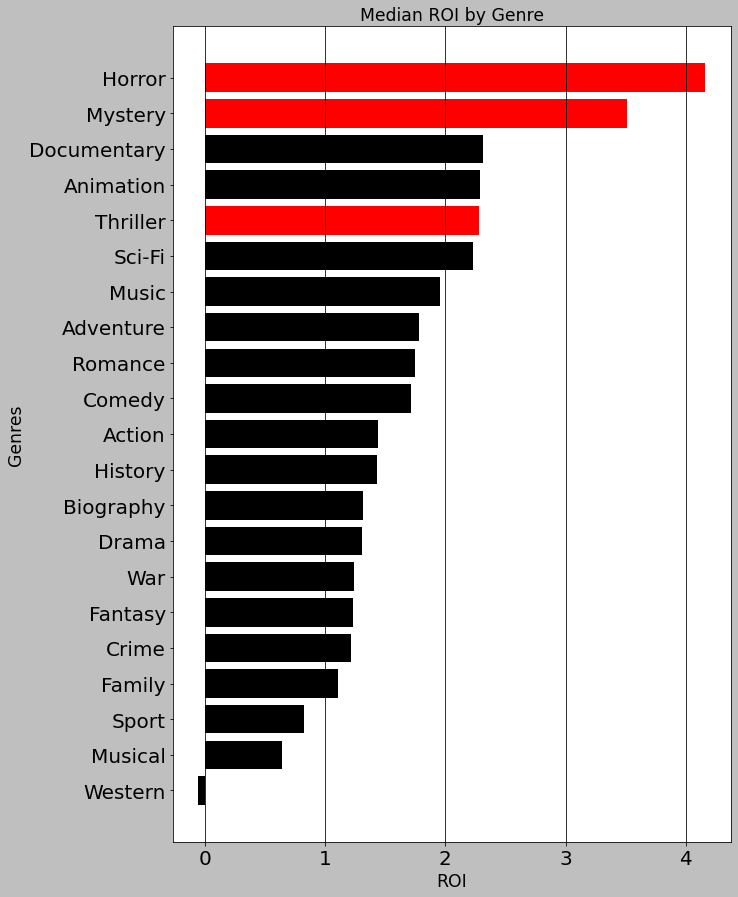 Median ROI by Genre
Genres
Horror
Mystery
Documentary
Animation
Thriller
Sci-Fi
Music
Adventure
Romance
Comedy
Action
History
Biography
Drama
War
Fantasy
Crime
Family
Sport
Musical
Western
0 1 2 3 4
ROI